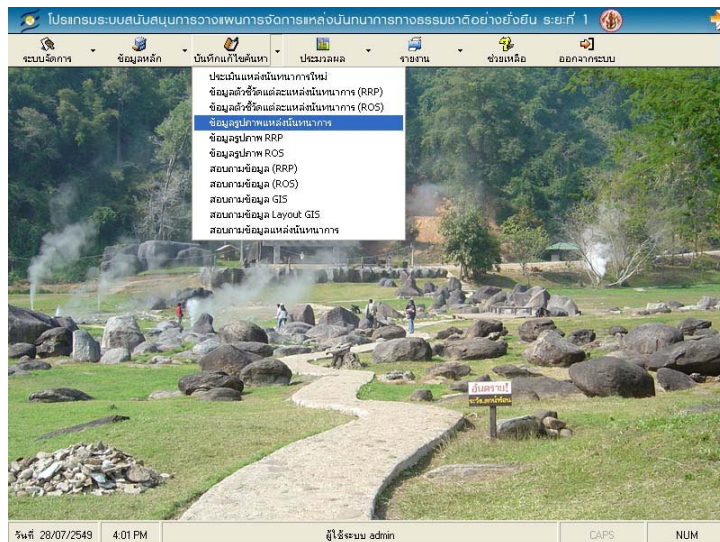 โปรแกรมระบบสนับสนุนการวางแผนการจัดการแหล่งนันทนาการทางธรรมชาติอย่างยั่งยืน ระยะที่ 1
ระบบจัดการ ข้อมูลหลัก บันทึกแก้ไขค้นหา ประมวลผล รายงาน ช่วยเหลือ ออกจากระบบ
ประเมินแหล่งนันทนาการใหม่
ข้อมูลตัวชี้วัดแต่ละแหล่งนันทนาการ (RRP)
ข้อมูลตัวชี้วัดแต่ละแหล่งนันทนาการ (ROS)
ข้อมูลรูปภาพแหล่งนันทนาการ
ข้อมูลรูปภาพ RRP
ข้อมูลรูปภาพ ROS
สอบถามข้อมูล (RRP)
สอบถามข้อมูล (ROS)
สอบถามข้อมูล GIS
สอบถามข้อมูล Layout GIS
สอบถามข้อมูลแหล่งนันทนาการ
อันตราย!
วันที่ 28/07/2549 4:01 PM ผู้ใช้ระบบ admin CAPS NUM